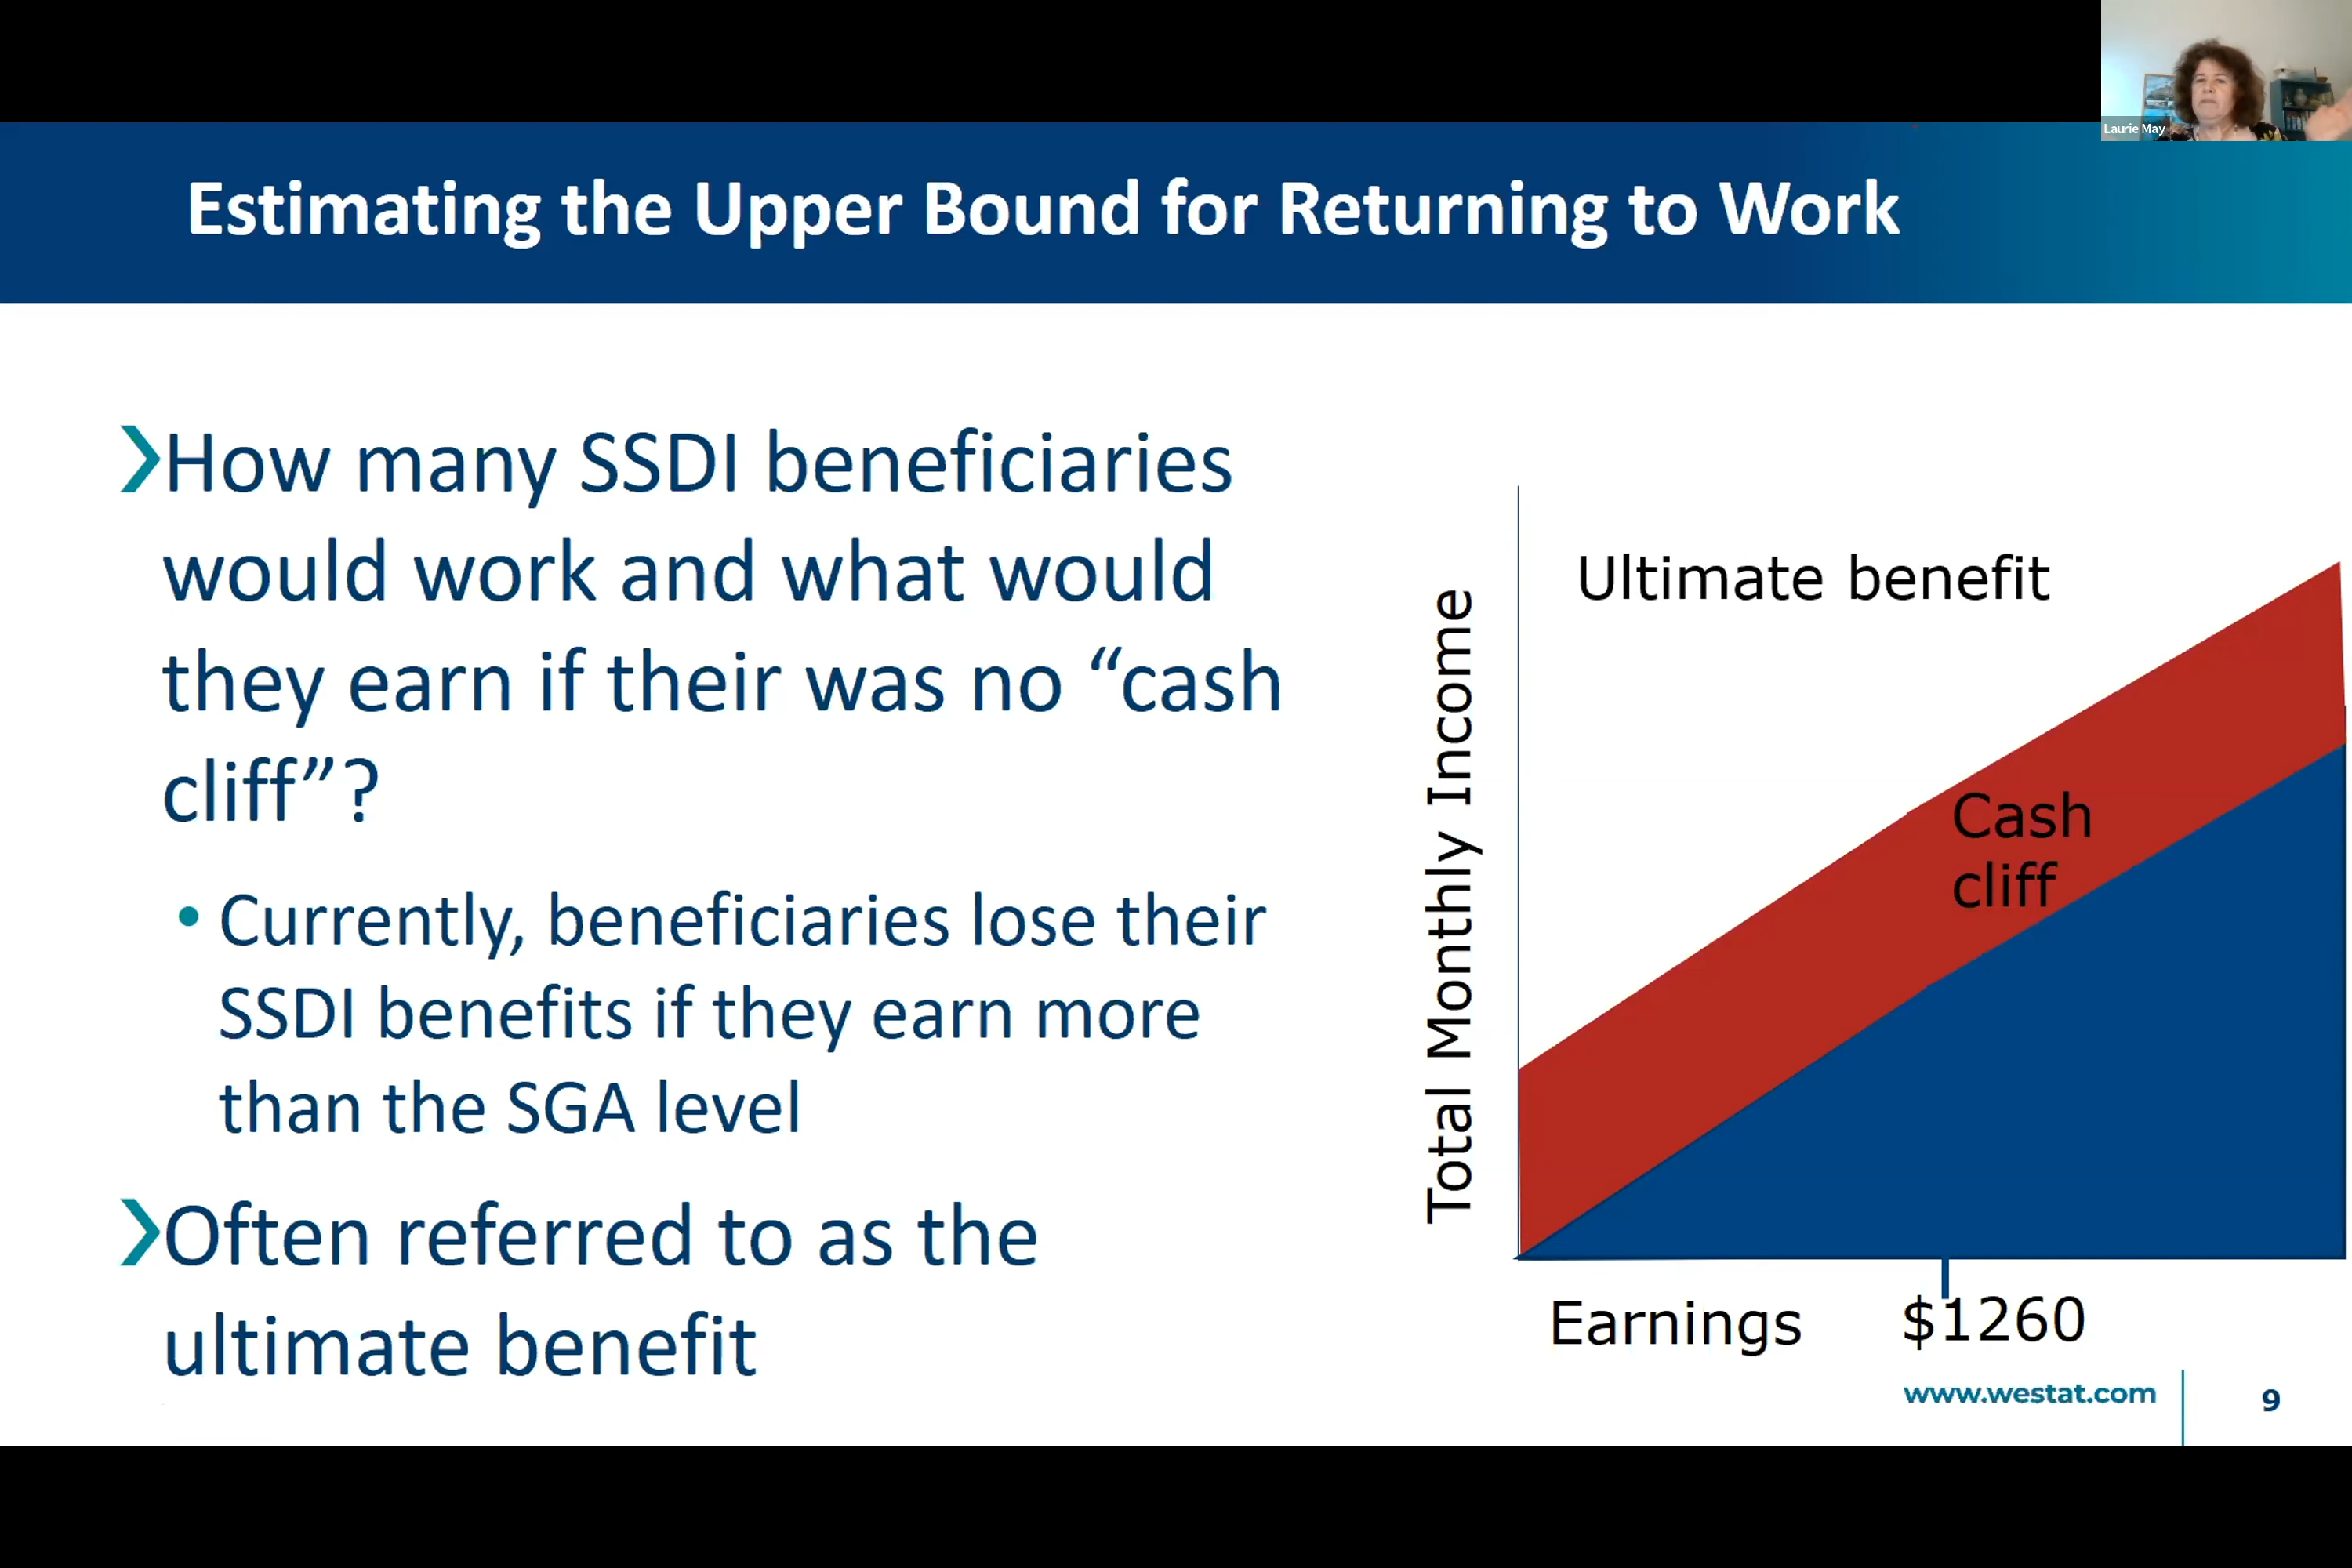 Laurie May
Estimating the Upper Bound for Returning to Work
How many SSDI beneficiaries
would work and what would
they earn if their was no “cash
cliff”?
• Currently, beneficiaries lose their
SSDI benefits if they earn more
than the SGA level
Often referred to as the
ultimate benefit
Total Monthly Income
Ultimate benefit
Cash
cliff
Earnings
$1260
www.westat.com
9